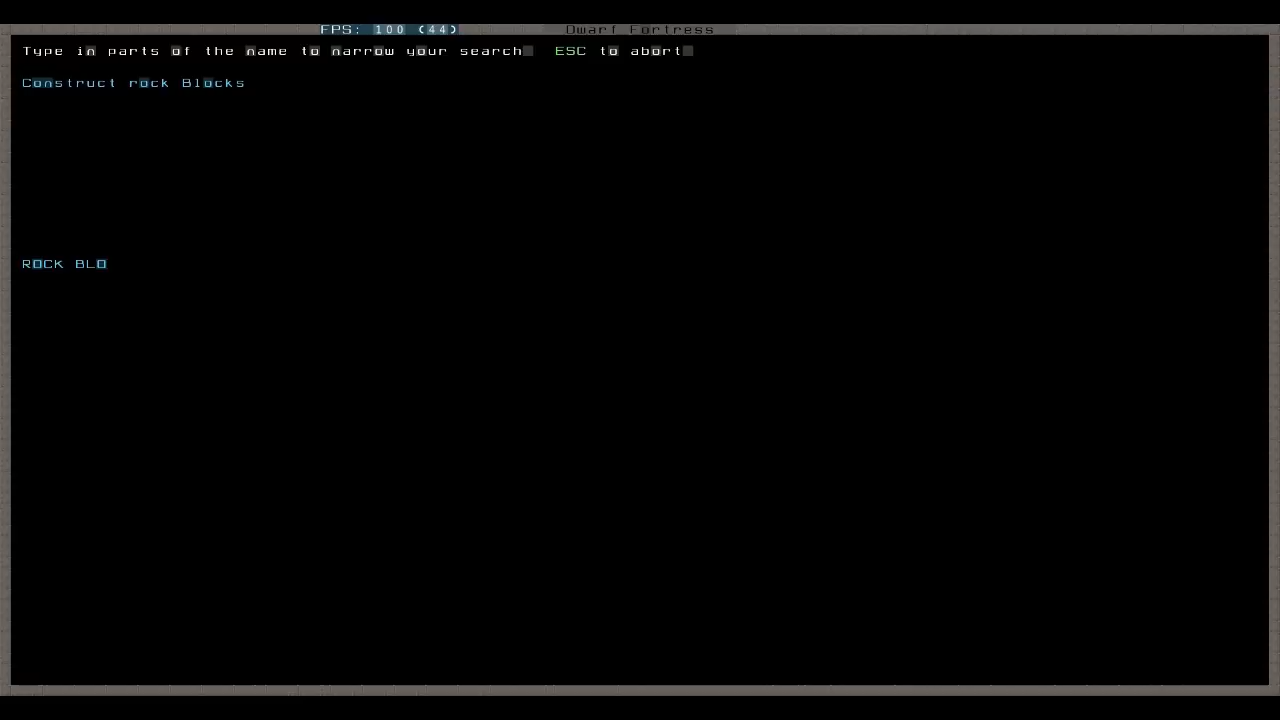 FPS: 100 (44) Dwarf Fortress
Type in parts of the name to narrow your search. ESC to abort.
Construct rock Blocks
ROCK BLO